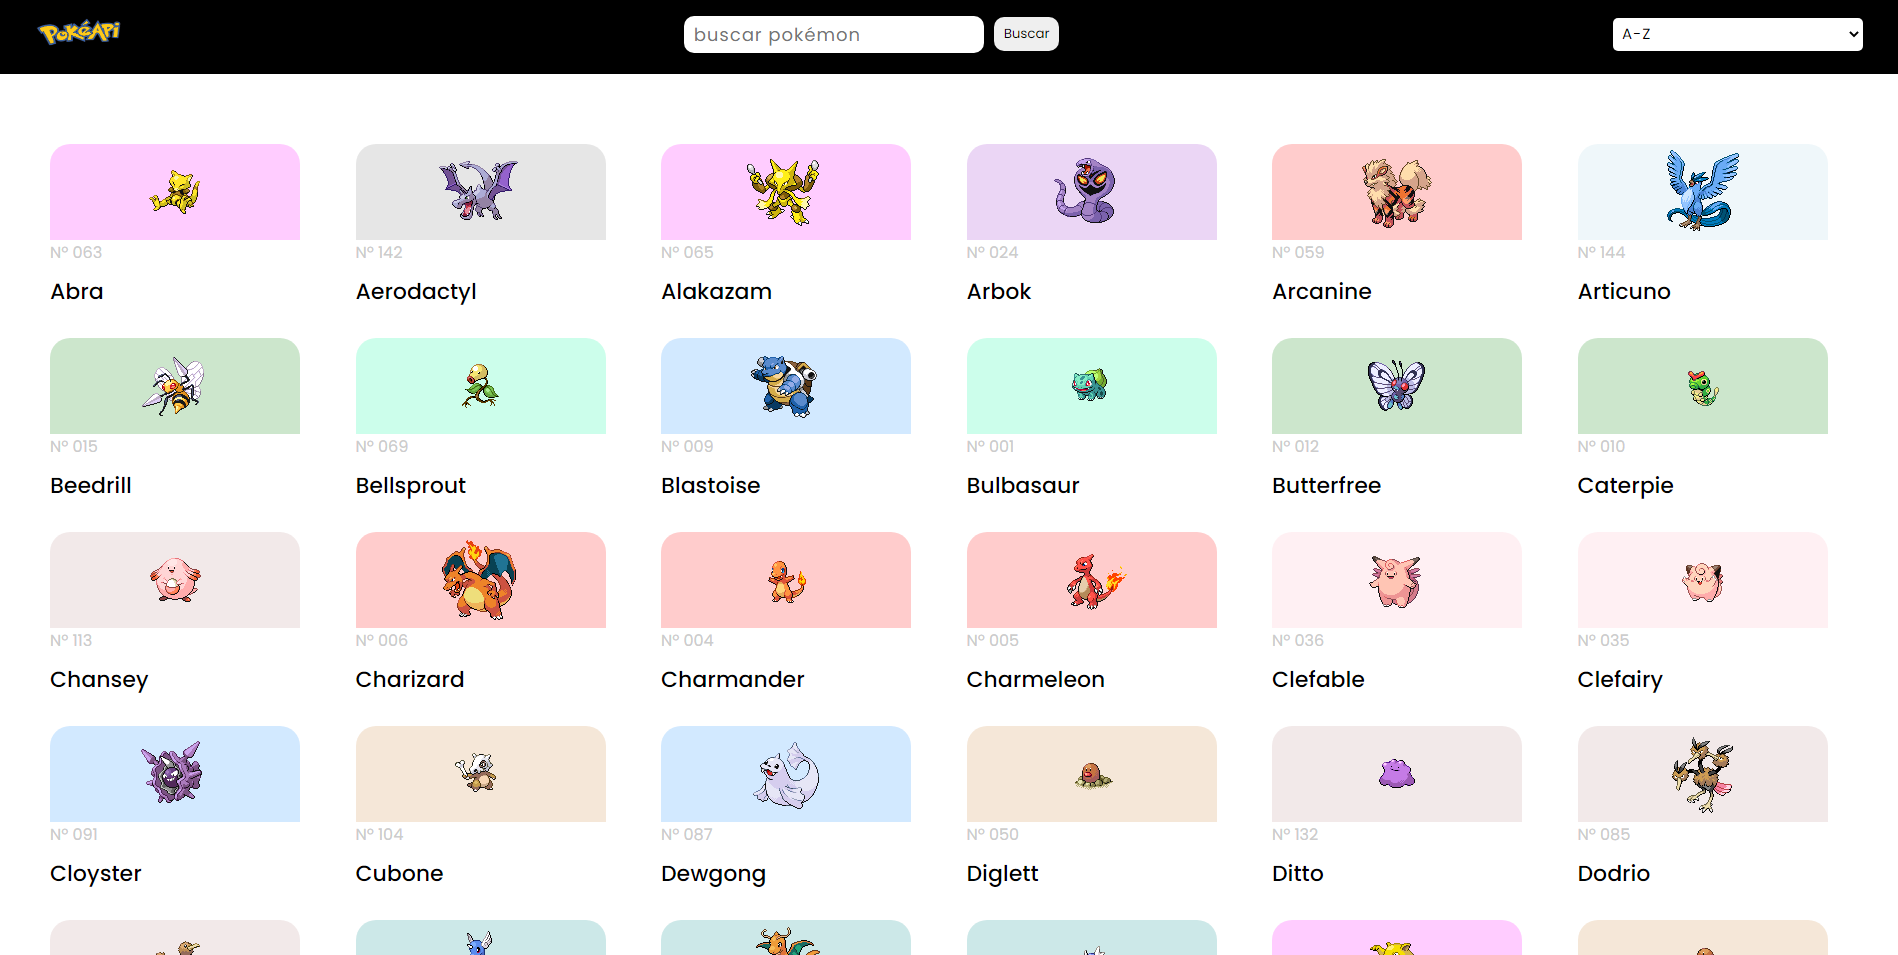 PokéApi
buscar pokémon
Buscar
A-Z
Nº 063
Abra
Nº 142
Aerodactyl
Nº 065
Alakazam
Nº 024
Arbok
Nº 059
Arcanine
Nº 144
Articuno
Nº 015
Beedrill
Nº 069
Bellsprout
Nº 009
Blastoise
Nº 001
Bulbasaur
Nº 012
Butterfree
Nº 010
Caterpie
Nº 113
Chansey
Nº 006
Charizard
Nº 004
Charmander
Nº 005
Charmeleon
Nº 036
Clefable
Nº 035
Clefairy
Nº 091
Cloyster
Nº 104
Cubone
Nº 087
Dewgong
Nº 050
Diglett
Nº 132
Ditto
Nº 085
Dodrio